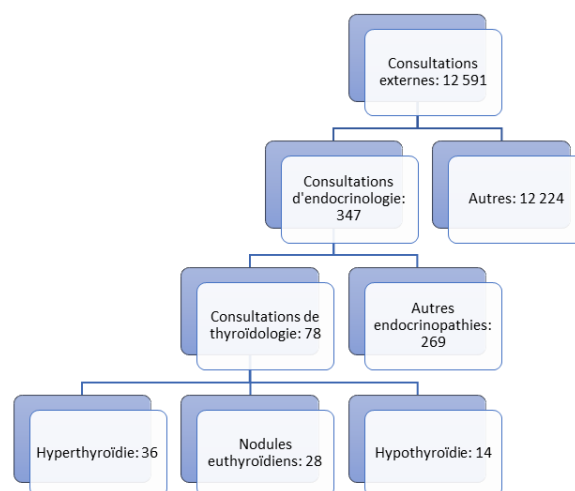 Consultations
externes: 12 591
Consultations
d'endocrinologie:
347
Autres: 12 224
Consultations de
thyroïdologie: 78
Autres
endocrinopathies:
269
Hyperthyroïdie: 36
Nodules
euthyroïdiens: 28
Hypothyroïdie: 14